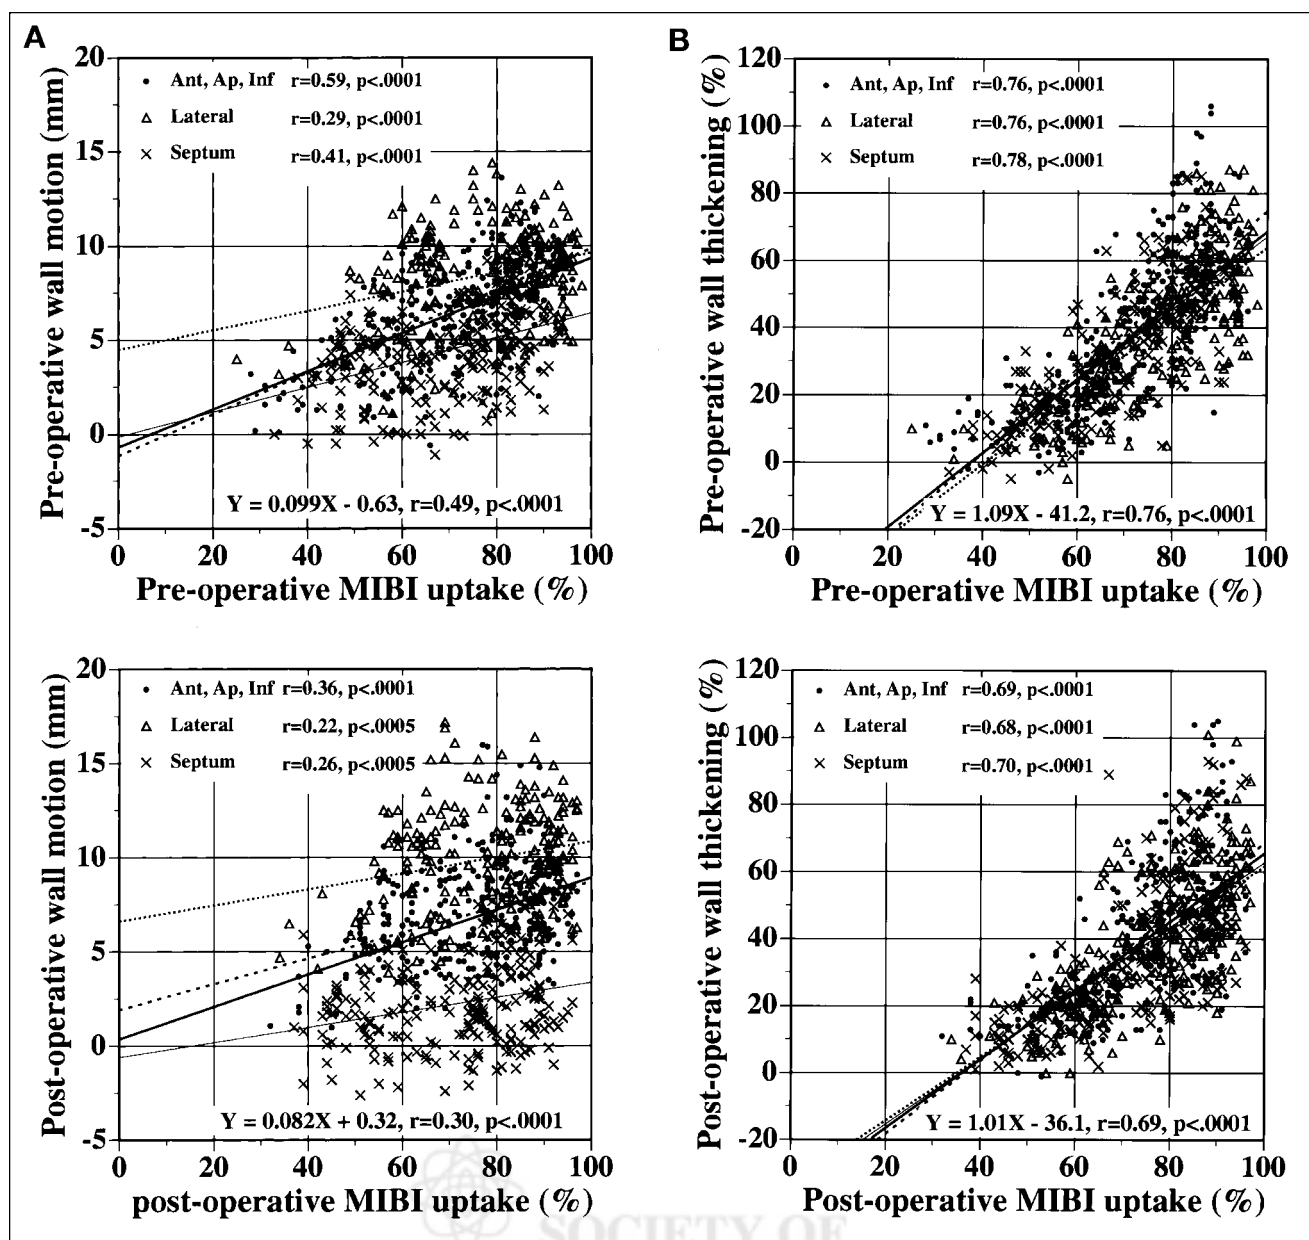 A
Pre-operative wall motion (mm)
20
15
10
5
0
-5
Ant, Ap, Inf r=0.59, p<.0001
Lateral r=0.29, p<.0001
Septum r=0.41, p<.0001
Y = 0.099X - 0.63, r=0.49, p<.0001
0 20 40 60 80 100
Pre-operative MIBI uptake (%)
B
Pre-operative wall thickening (%)
120
100
80
60
40
20
0
-20
Ant, Ap, Inf r=0.76, p<.0001
Lateral r=0.76, p<.0001
Septum r=0.78, p<.0001
Y = 1.09X - 41.2, r=0.76, p<.0001
0 20 40 60 80 100
Pre-operative MIBI uptake (%)
Post-operative wall motion (mm)
20
15
10
5
0
-5
Ant, Ap, Inf r=0.36, p<.0001
Lateral r=0.22, p<.0005
Septum r=0.26, p<.0005
Y = 0.082X + 0.32, r=0.30, p<.0001
0 20 40 60 80 100
post-operative MIBI uptake (%)
Post-operative wall thickening (%)
120
100
80
60
40
20
0
-20
Ant, Ap, Inf r=0.69, p<.0001
Lateral r=0.68, p<.0001
Septum r=0.70, p<.0001
Y = 1.01X - 36.1, r=0.69, p<.0001
0 20 40 60 80 100
Post-operative MIBI uptake (%)
SOCIETY OF